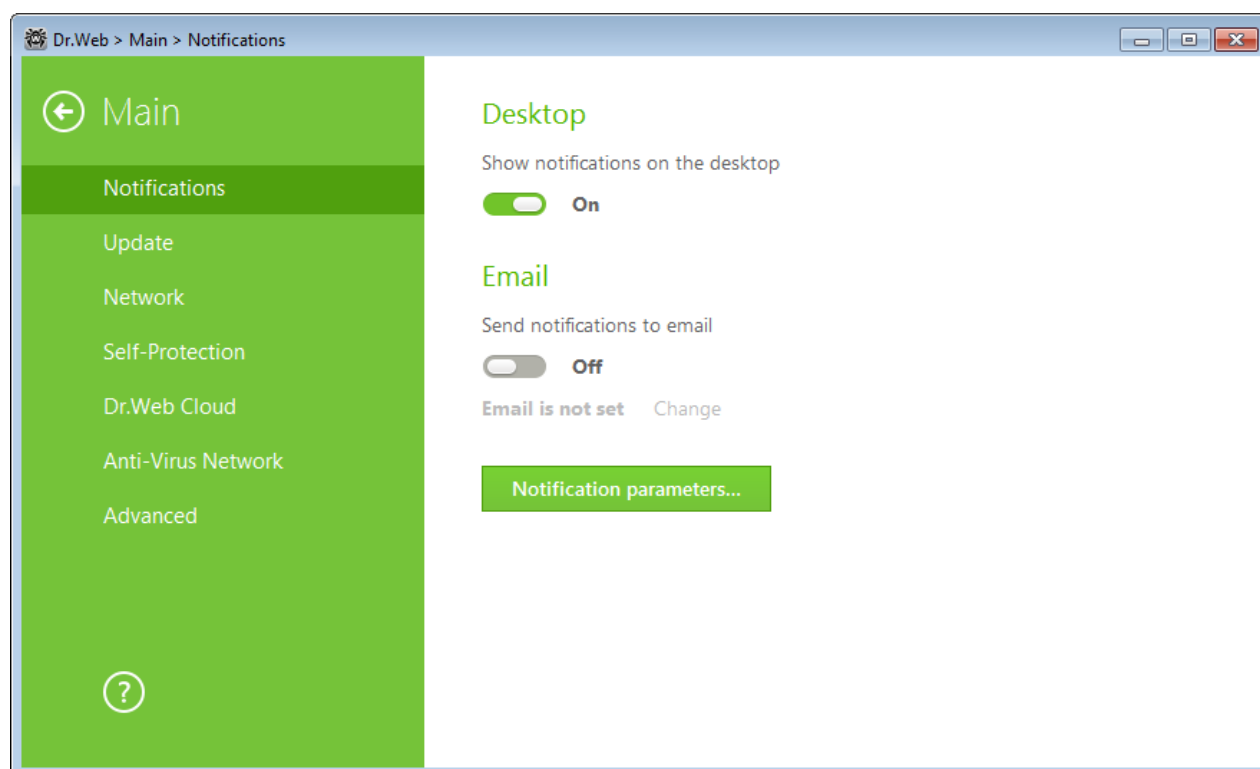 Dr.Web > Main > Notifications
Main
Notifications
Update
Network
Self-Protection
Dr.Web Cloud
Anti-Virus Network
Advanced
?
Desktop
Show notifications on the desktop
On
Email
Send notifications to email
Off
Email is not set Change
Notification parameters...